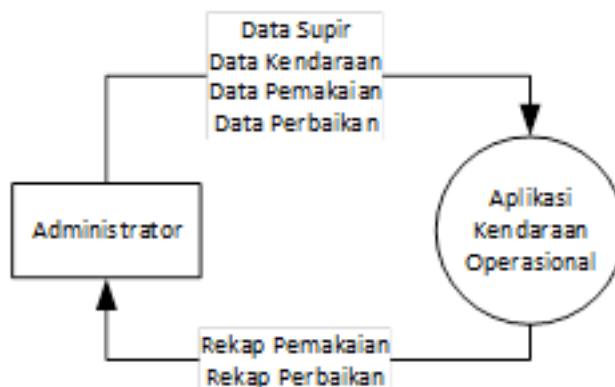 Data Supir
Data Kendaraan
Data Pemakaian
Data Perbaikan
Administrator
Aplikasi
Kendaraan
Operasional
Rekap Pemakaian
Rekap Perbaikan